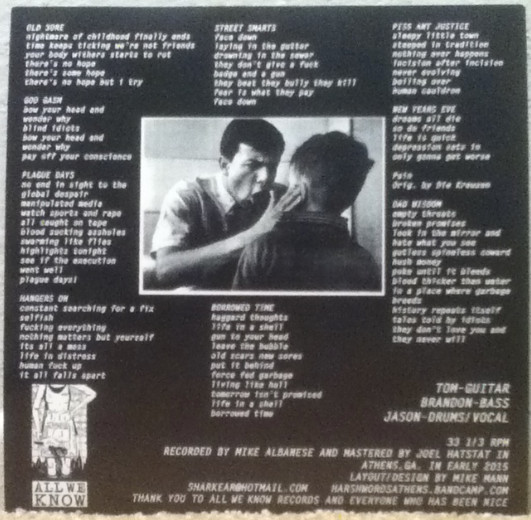 OLD SORE
nightmare of childhood finally ends
time keeps ticking we're not friends
your body withers starts to rot
there's no hope
there's some hope
there's no hope but i try
GOD GASM
bow your head and
wonder why
blind idiots
bow your head and
wonder why
pay off your conscience
PLAGUE DAYS
no end in sight to the
global despair
manipulated media
watch sports and rape
all caught on tape
blood sucking assholes
swarming like flies
highlights tonight
see if the execution
went well
plague days!
HANGERS ON
constant searching for a fix
selfish
fucking everything
nothing matters but yourself
its all a mess
life in distress
human fuck up
it all falls apart
STREET SMARTS
face down
laying in the gutter
drowning in the sewer
they don't give a fuck
badge and a gun
they beat they bully they kill
fear is what they pay
face down
BORROWED TIME
haggard thoughts
life in a shell
gun to your head
leave the bubble
old scars new sores
put it behind
force fed garbage
living like hell
tomorrow isn't promised
life in a shell
borrowed time
PISS ANT JUSTICE
sleepy little town
steeped in tradition
nothing ever happens
incision after incision
never evolving
boiling over
human cauldron
NEW YEARS EVE
dreams all die
so do friends
life is quick
depression sets in
only gonna get worse
Pain
Orig. by Die Kreuzen
BAD WISDOM
empty threats
broken promises
look in the mirror and
hate what you see
gutless spineless coward
hush money
puke until it bleeds
blood thicker than water
in a place where garbage
breeds
history repeats itself
tales told by idiots
they don't love you and
they never will
TOM-GUITAR
BRANDON-BASS
JASON-DRUMS/VOCAL
33 1/3 RPM
RECORDED BY MIKE ALBANESE AND MASTERED BY JOEL HATSTAT IN
ATHENS,GA. IN EARLY 2015
LAYOUT/DESIGN BY MIKE MANN
SHARKEAR@HOTMAIL.COM HARSHWORDSATHENS.BANDCAMP.COM
THANK YOU TO ALL WE KNOW RECORDS AND EVERYONE WHO HAS BEEN NICE
ALL WE
KNOW